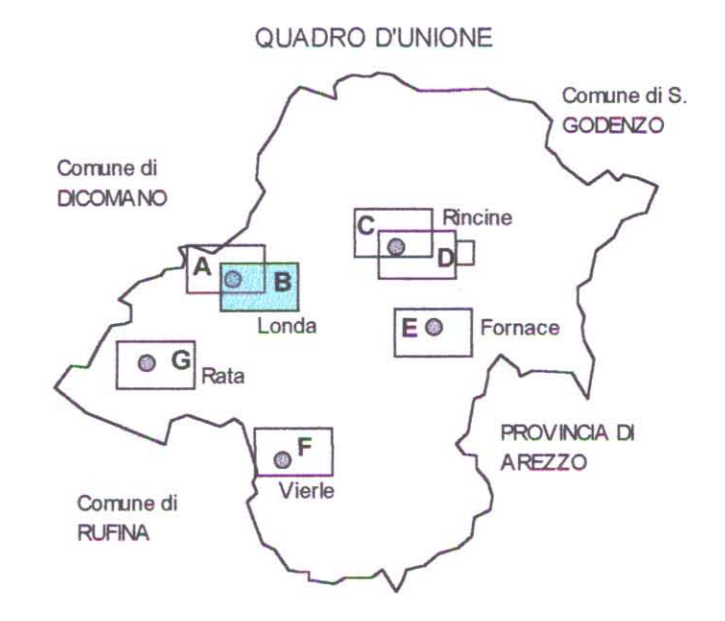 QUADRO D'UNIONE
Comune di S.
GODENZO
Comune di
DICOMANO
C
Rincine
A
D
B
Londa
E
Fornace
G
Rata
F
PROVINCIA DI
AREZZO
Vierle
Comune di
RUFINA